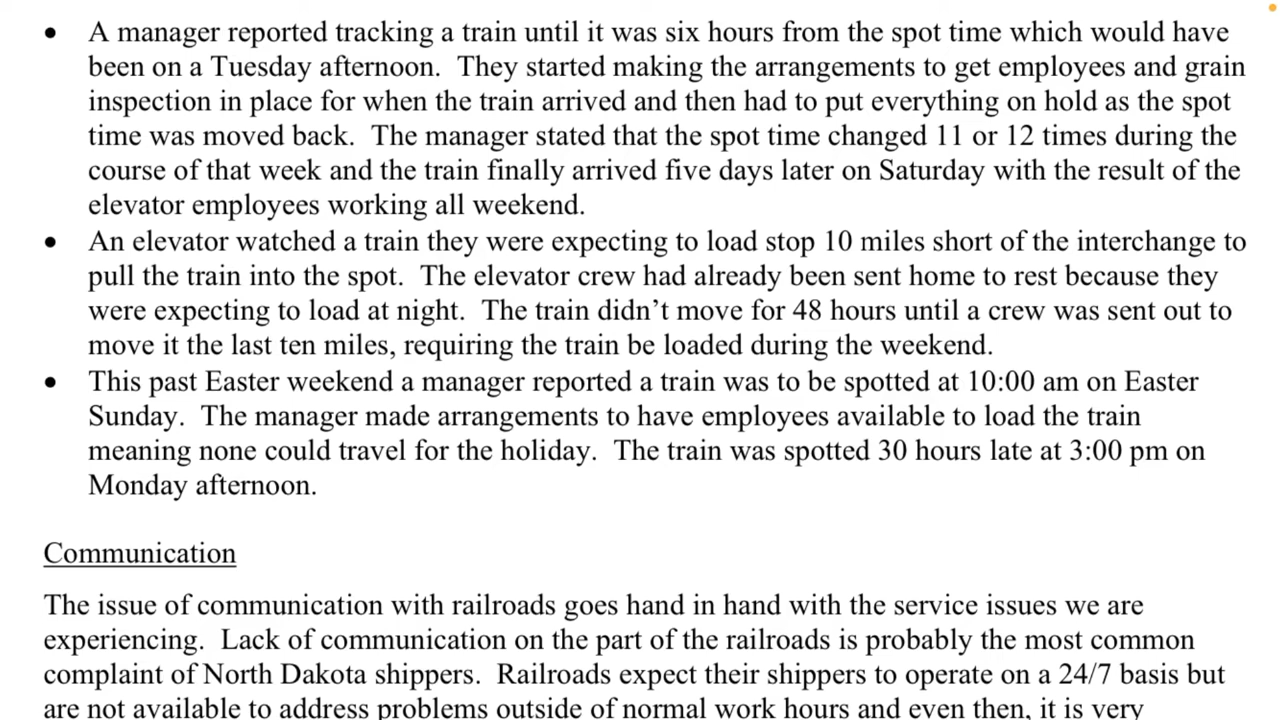 • A manager reported tracking a train until it was six hours from the spot time which would have
been on a Tuesday afternoon.  They started making the arrangements to get employees and grain
inspection in place for when the train arrived and then had to put everything on hold as the spot
time was moved back.  The manager stated that the spot time changed 11 or 12 times during the
course of that week and the train finally arrived five days later on Saturday with the result of the
elevator employees working all weekend.
• An elevator watched a train they were expecting to load stop 10 miles short of the interchange to
pull the train into the spot.  The elevator crew had already been sent home to rest because they
were expecting to load at night.  The train didn’t move for 48 hours until a crew was sent out to
move it the last ten miles, requiring the train be loaded during the weekend.
• This past Easter weekend a manager reported a train was to be spotted at 10:00 am on Easter
Sunday.  The manager made arrangements to have employees available to load the train
meaning none could travel for the holiday.  The train was spotted 30 hours late at 3:00 pm on
Monday afternoon.
Communication
The issue of communication with railroads goes hand in hand with the service issues we are
experiencing.  Lack of communication on the part of the railroads is probably the most common
complaint of North Dakota shippers.  Railroads expect their shippers to operate on a 24/7 basis but
are not available to address problems outside of normal work hours and even then, it is very